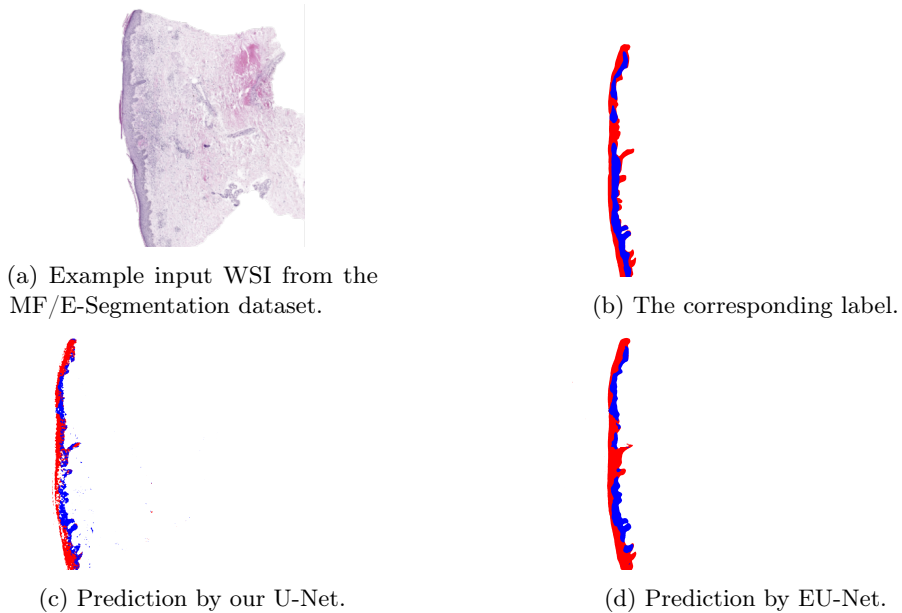 (a) Example input WSI from the
MF/E-Segmentation dataset.
(b) The corresponding label.
(c) Prediction by our U-Net.
(d) Prediction by EU-Net.